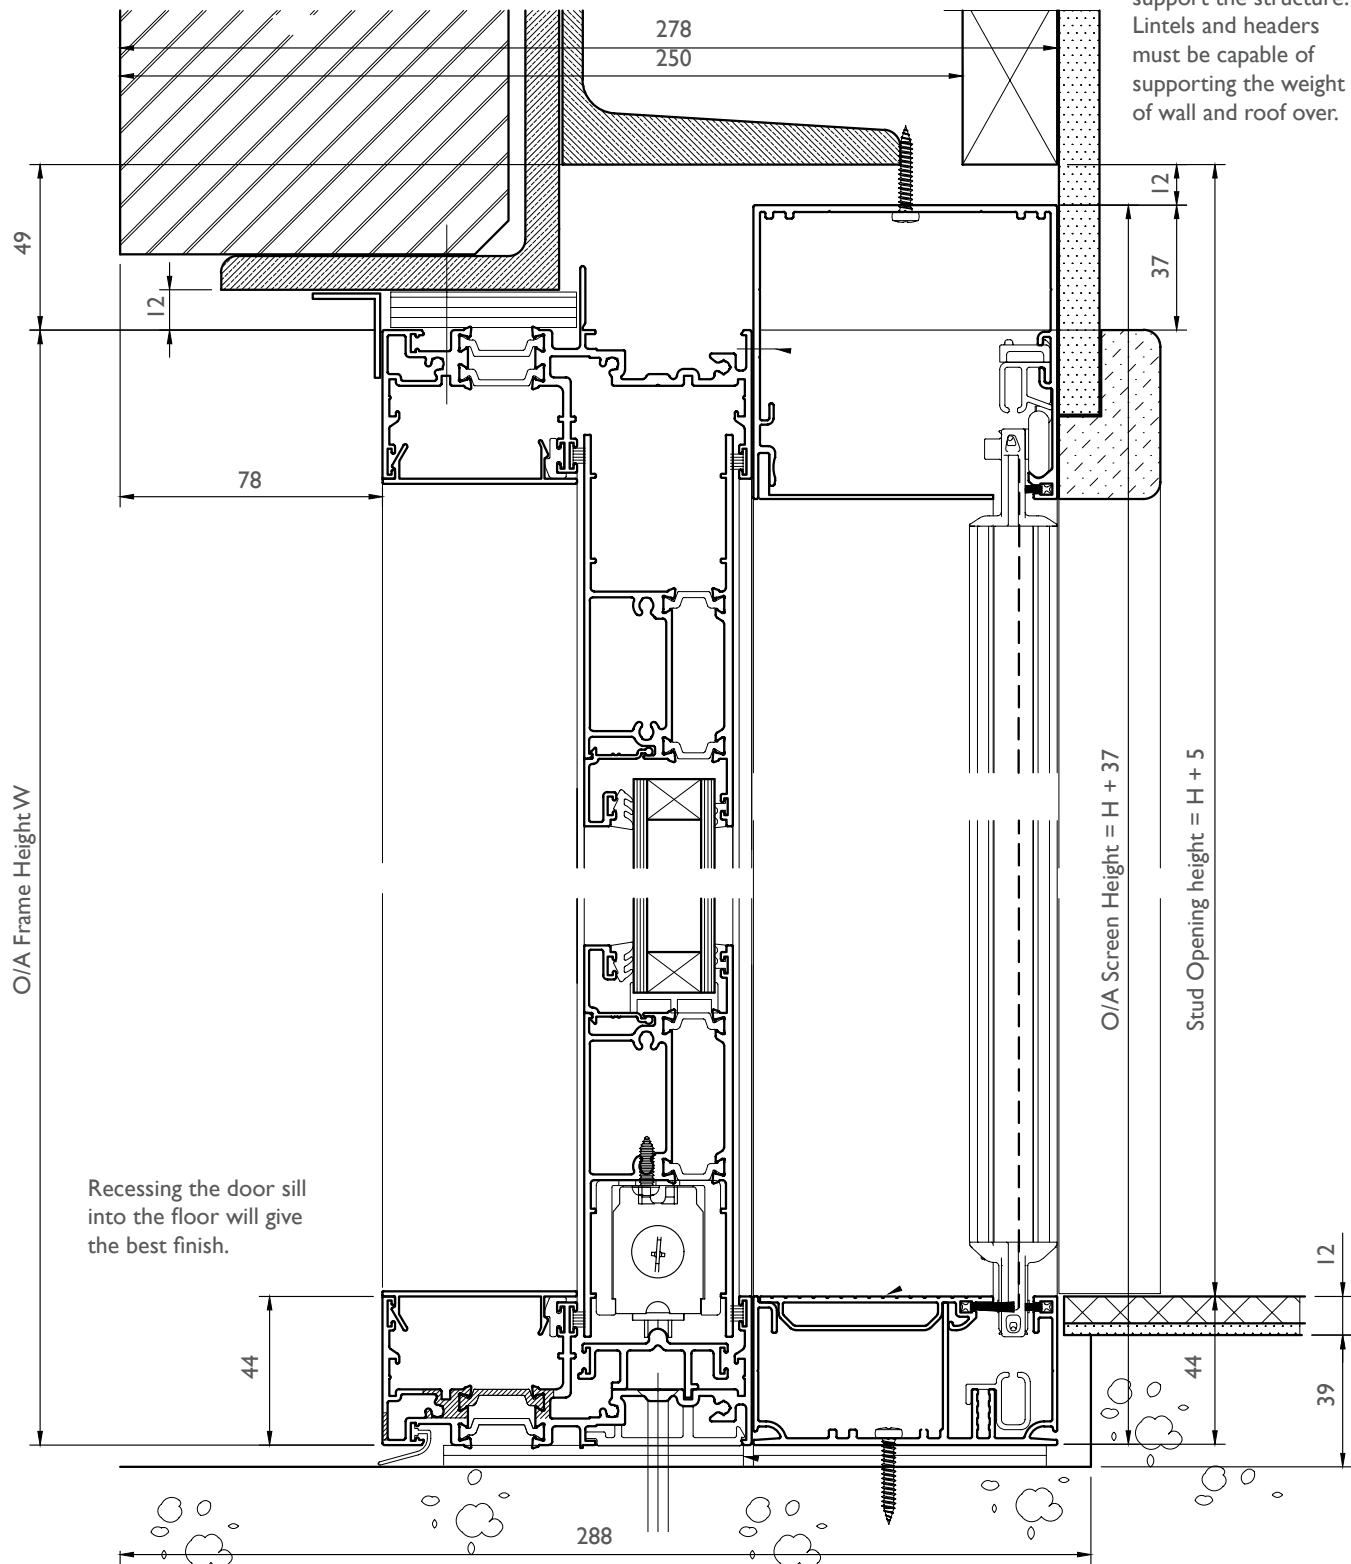 support the structure.
Lintels and headers
must be capable of
supporting the weight
of wall and roof over.
278
250
12
49
37
12
78
O/A Frame Height W
O/A Screen Height = H + 37
Stud Opening height = H + 5
Recessing the door sill
into the floor will give
the best finish.
12
44
44
39
288